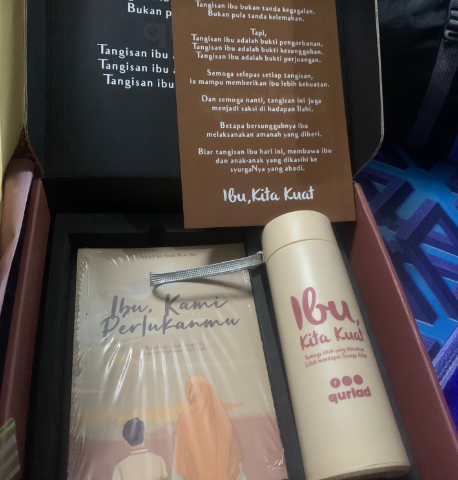 Bukan p
Tangisan ibu a
Tangisan ibu a
Tangisan ibu
Tangisan ibu bukan tanda kegagalan.
Bukan pula tanda kelemahan.
Tapi,
Tangisan ibu adalah bukti pengorbanan.
Tangisan ibu adalah bukti kesungguhan.
Tangisan ibu adalah bukti perjuangan.
Semoga selepas setiap tangisan,
ia mampu memberikan ibu lebih kekuatan.
Dan semoga nanti, tangisan ini juga
menjadi saksi di hadapan Ilahi.
Betapa bersungguhnya ibu
melaksanakan amanah yang diberi.
Biar tangisan ibu hari ini, membawa ibu
dan anak-anak yang dikasihi ke
syurgaNya yang abadi.
Ibu, Kita Kuat
Ibu, Kami
Perlukanmu
Ibu,
Kita Kuat
quriad